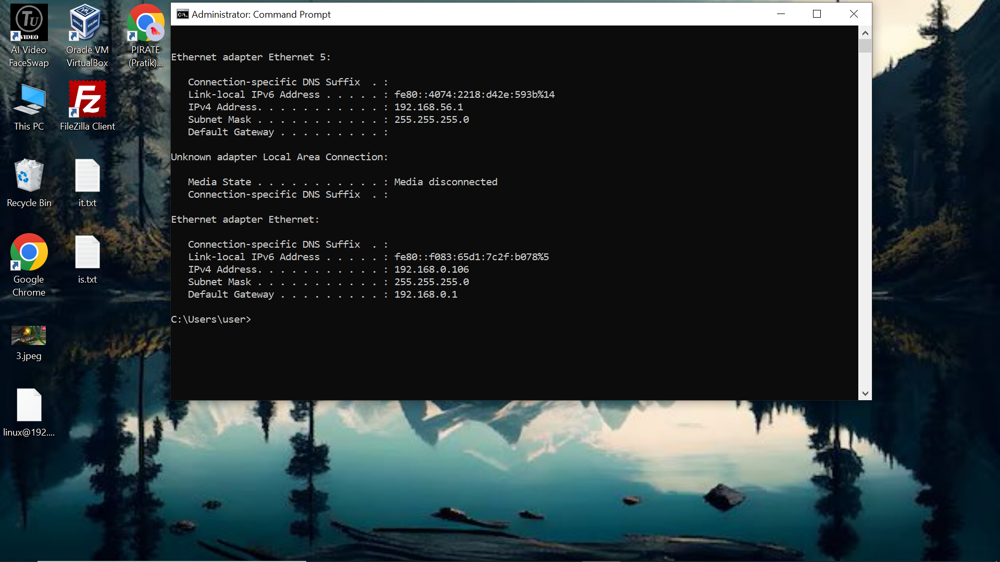 TU
VIDEO
AI Video
FaceSwap
Oracle VM
VirtualBox
PIRATE
(Pratik)...
This PC
Fz
FileZilla Client
Recycle Bin
it.txt
Google
Chrome
is.txt
3.jpeg
linux@192....
Administrator: Command Prompt
Ethernet adapter Ethernet 5:
Connection-specific DNS Suffix  . :
Link-local IPv6 Address . . . . . : fe80::4074:2218:d42e:593b%14
IPv4 Address. . . . . . . . . . . : 192.168.56.1
Subnet Mask . . . . . . . . . . . : 255.255.255.0
Default Gateway . . . . . . . . . :
Unknown adapter Local Area Connection:
Media State . . . . . . . . . . . : Media disconnected
Connection-specific DNS Suffix  . :
Ethernet adapter Ethernet:
Connection-specific DNS Suffix  . :
Link-local IPv6 Address . . . . . : fe80::f083:65d1:7c2f:b078%5
IPv4 Address. . . . . . . . . . . : 192.168.0.106
Subnet Mask . . . . . . . . . . . : 255.255.255.0
Default Gateway . . . . . . . . . : 192.168.0.1
C:\Users\user>